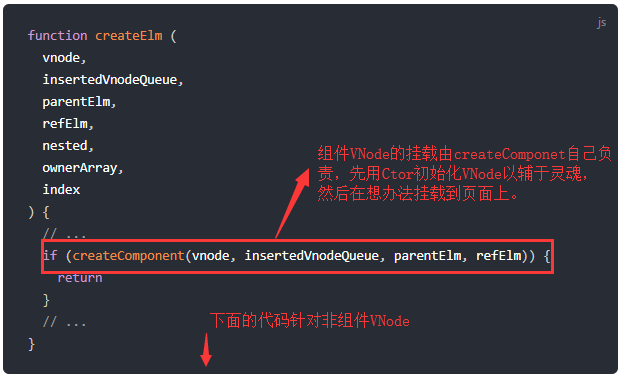 js
function createElm (
vnode,
insertedVnodeQueue,
parentElm,
refElm,
nested,
ownerArray,
index
) {
// ...
if (createComponent(vnode, insertedVnodeQueue, parentElm, refElm)) {
return
}
// ...
}
组件VNode的挂载由createComponet自己负
责，先用Ctor初始化VNode以辅于灵魂，
然后在想办法挂载到页面上。
下面的代码针对非组件VNode